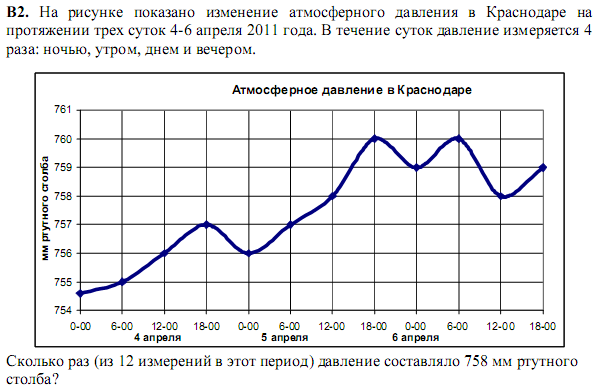 В2. На рисунке показано изменение атмосферного давления в Краснодаре на
протяжении трех суток 4-6 апреля 2011 года. В течение суток давление измеряется 4
раза: ночью, утром, днем и вечером.
Атмосферное давление в Краснодаре
761
760
759
758
757
756
755
754
мм ртутного столба
0-00 6-00 12-00 18-00 0-00 6-00 12-00 18-00 0-00 6-00 12-00 18-00
4 апреля 5 апреля 6 апреля
Сколько раз (из 12 измерений в этот период) давление составляло 758 мм ртутного
столба?